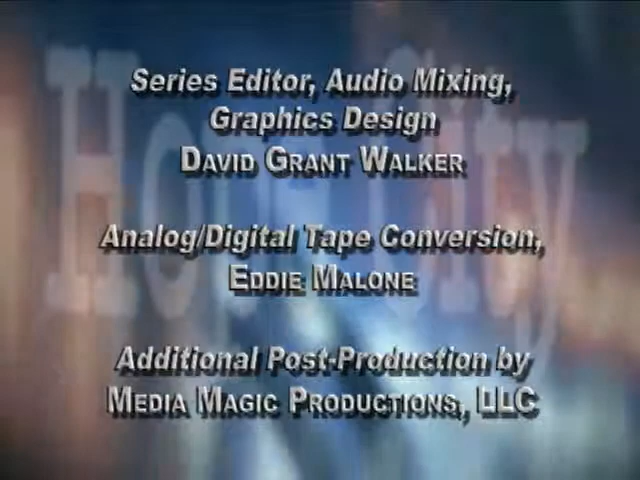 Series Editor, Audio Mixing,
Graphics Design
DAVID GRANT WALKER
Analog/Digital Tape Conversion,
EDDIE MALONE
Additional Post-Production by
MEDIA MAGIC PRODUCTIONS, LLC